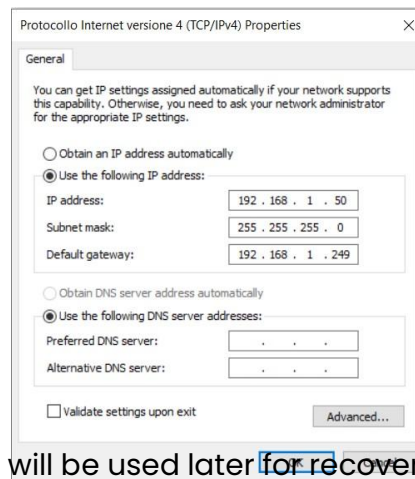 Protocollo Internet versione 4 (TCP/IPv4) Properties
General
You can get IP settings assigned automatically if your network supports
this capability. Otherwise, you need to ask your network administrator
for the appropriate IP settings.
Obtain an IP address automatically
Use the following IP address:
IP address: 192 . 168 . 1 . 50
Subnet mask: 255 . 255 . 255 . 0
Default gateway: 192 . 168 . 1 . 249
Obtain DNS server address automatically
Use the following DNS server addresses:
Preferred DNS server: . . .
Alternative DNS server: . . .
Validate settings upon exit
Advanced...
OK Cancel
will be used later for recover